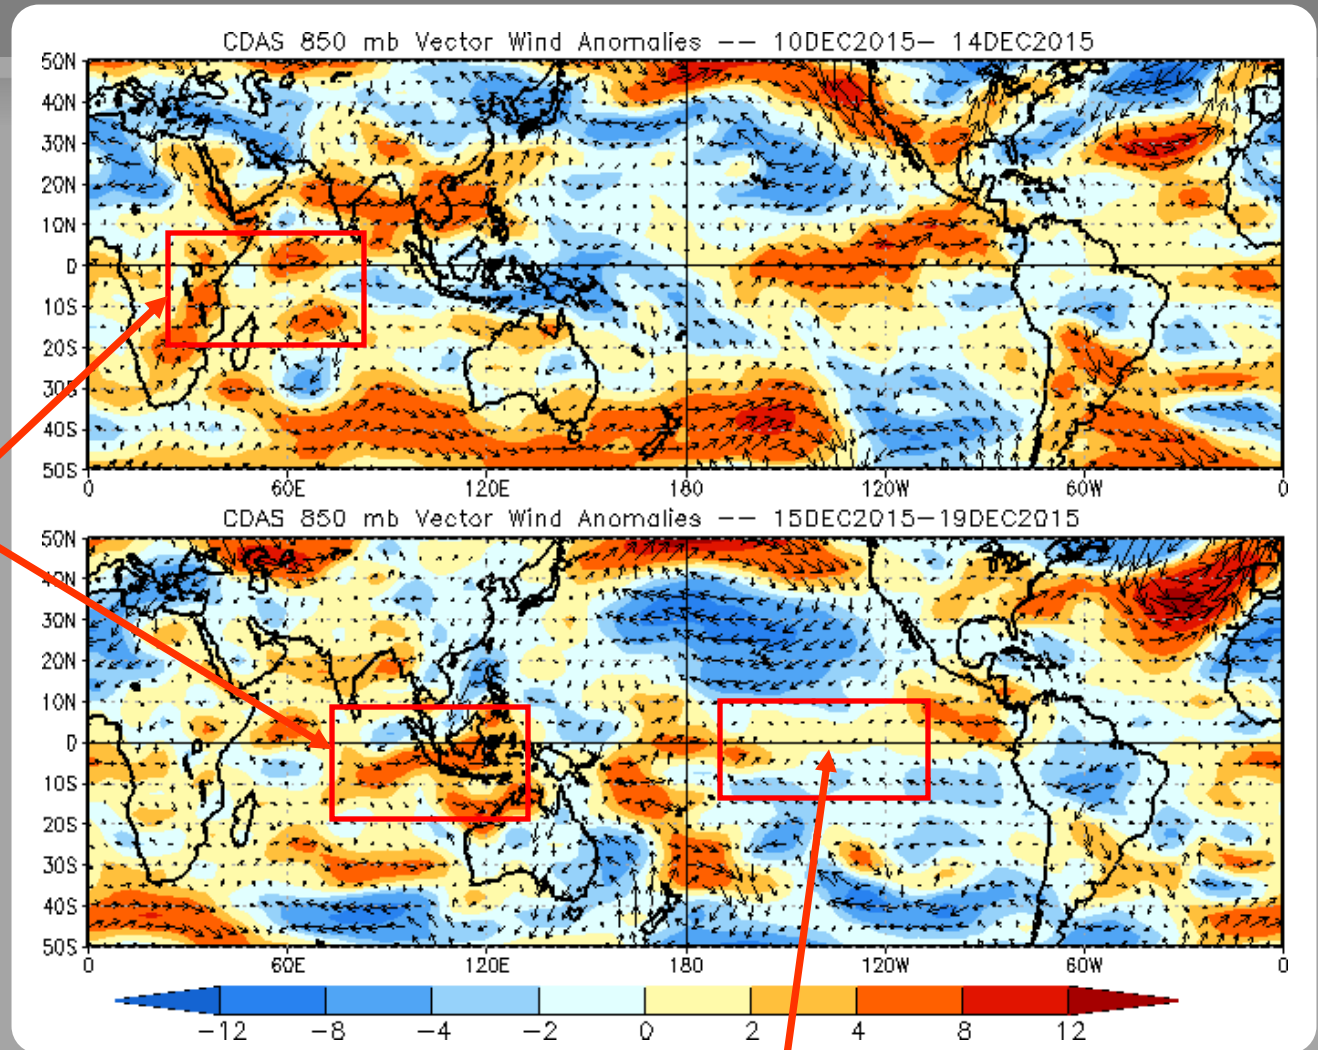 CDAS 850 mb Vector Wind Anomalies -- 10DEC2015- 14DEC2015
50N
40N
30N
20N
10N
0
10S
20S
30S
40S
50S
0 60E 120E 180 120W 60W 0
CDAS 850 mb Vector Wind Anomalies -- 15DEC2015-19DEC2015
50N
40N
30N
20N
10N
0
10S
20S
30S
40S
50S
0 60E 120E 180 120W 60W 0
-12 -8 -4 -2 0 2 4 8 12